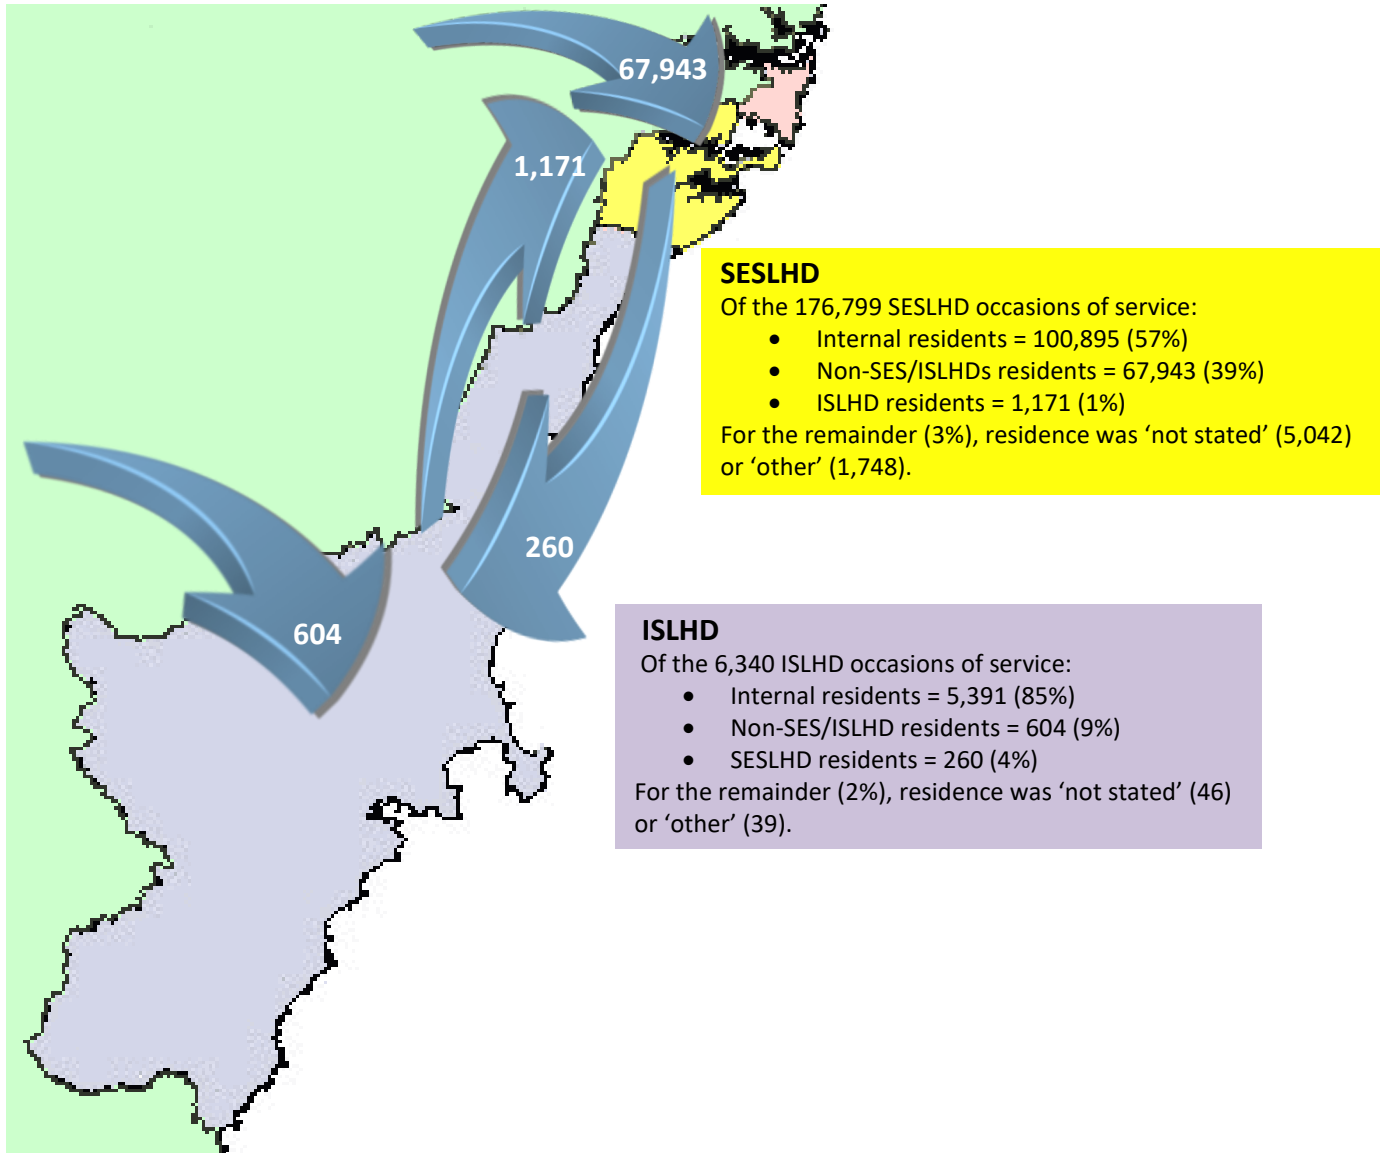 67,943
1,171
SESLHD
Of the 176,799 SESLHD occasions of service:
• Internal residents = 100,895 (57%)
• Non-SES/ISLHDs residents = 67,943 (39%)
• ISLHD residents = 1,171 (1%)
For the remainder (3%), residence was ‘not stated’ (5,042)
or ‘other’ (1,748).
260
604
ISLHD
Of the 6,340 ISLHD occasions of service:
• Internal residents = 5,391 (85%)
• Non-SES/ISLHD residents = 604 (9%)
• SESLHD residents = 260 (4%)
For the remainder (2%), residence was ‘not stated’ (46)
or ‘other’ (39).